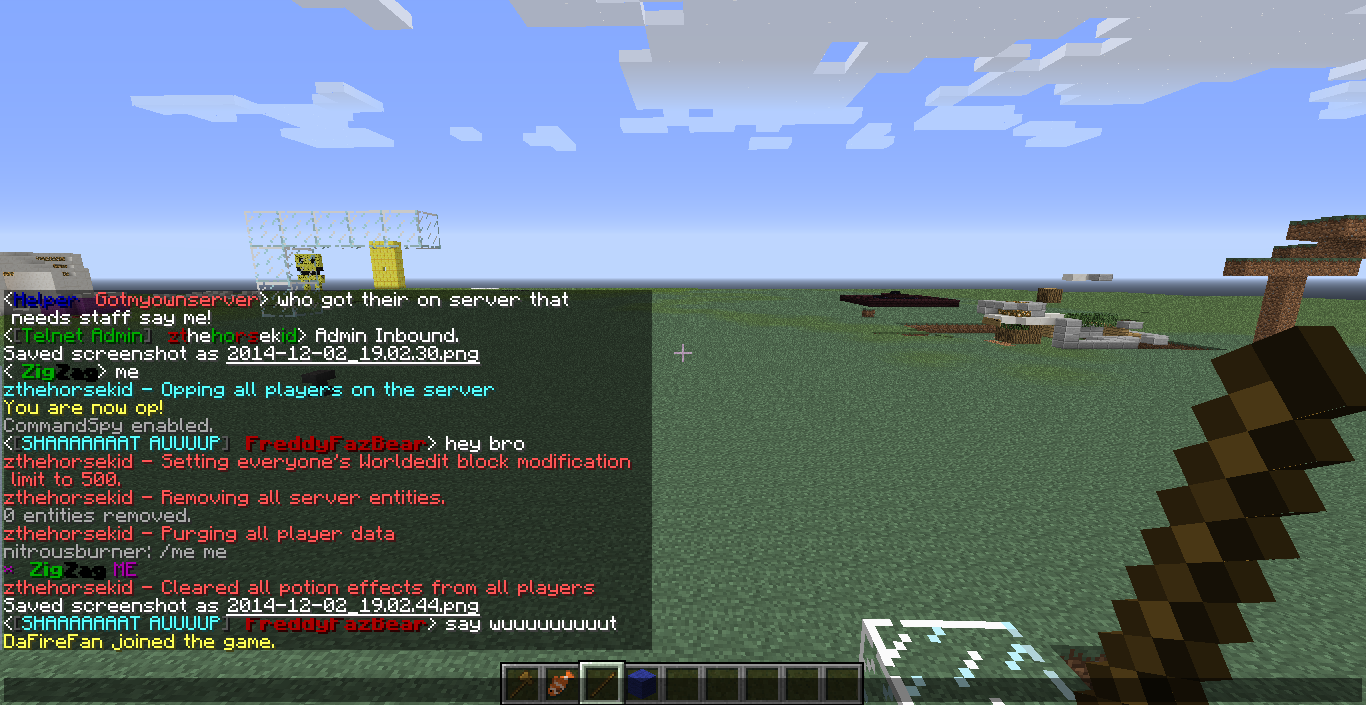 <[Helper] Gotmyownserver> who got their on server that
needs staff say me!
<[Telnet Admin] zthehorsekid> Admin Inbound.
Saved screenshot as 2014-12-02_19.02.30.png
< ZigZag> me
zthehorsekid - Opping all players on the server
You are now op!
CommandSpy enabled.
<[SHAAAAAAAT AUUUUP] FreddyFazBear> hey bro
zthehorsekid - Setting everyone's Worldedit block modification
limit to 500.
zthehorsekid - Removing all server entities.
0 entities removed.
zthehorsekid - Purging all player data
nitrousburner: /me me
* ZigZag ME
zthehorsekid - Cleared all potion effects from all players
Saved screenshot as 2014-12-02_19.02.44.png
<[SHAAAAAAAT AUUUUP] FreddyFazBear> say wuuuuuuuuuut
DaFireFan joined the game.